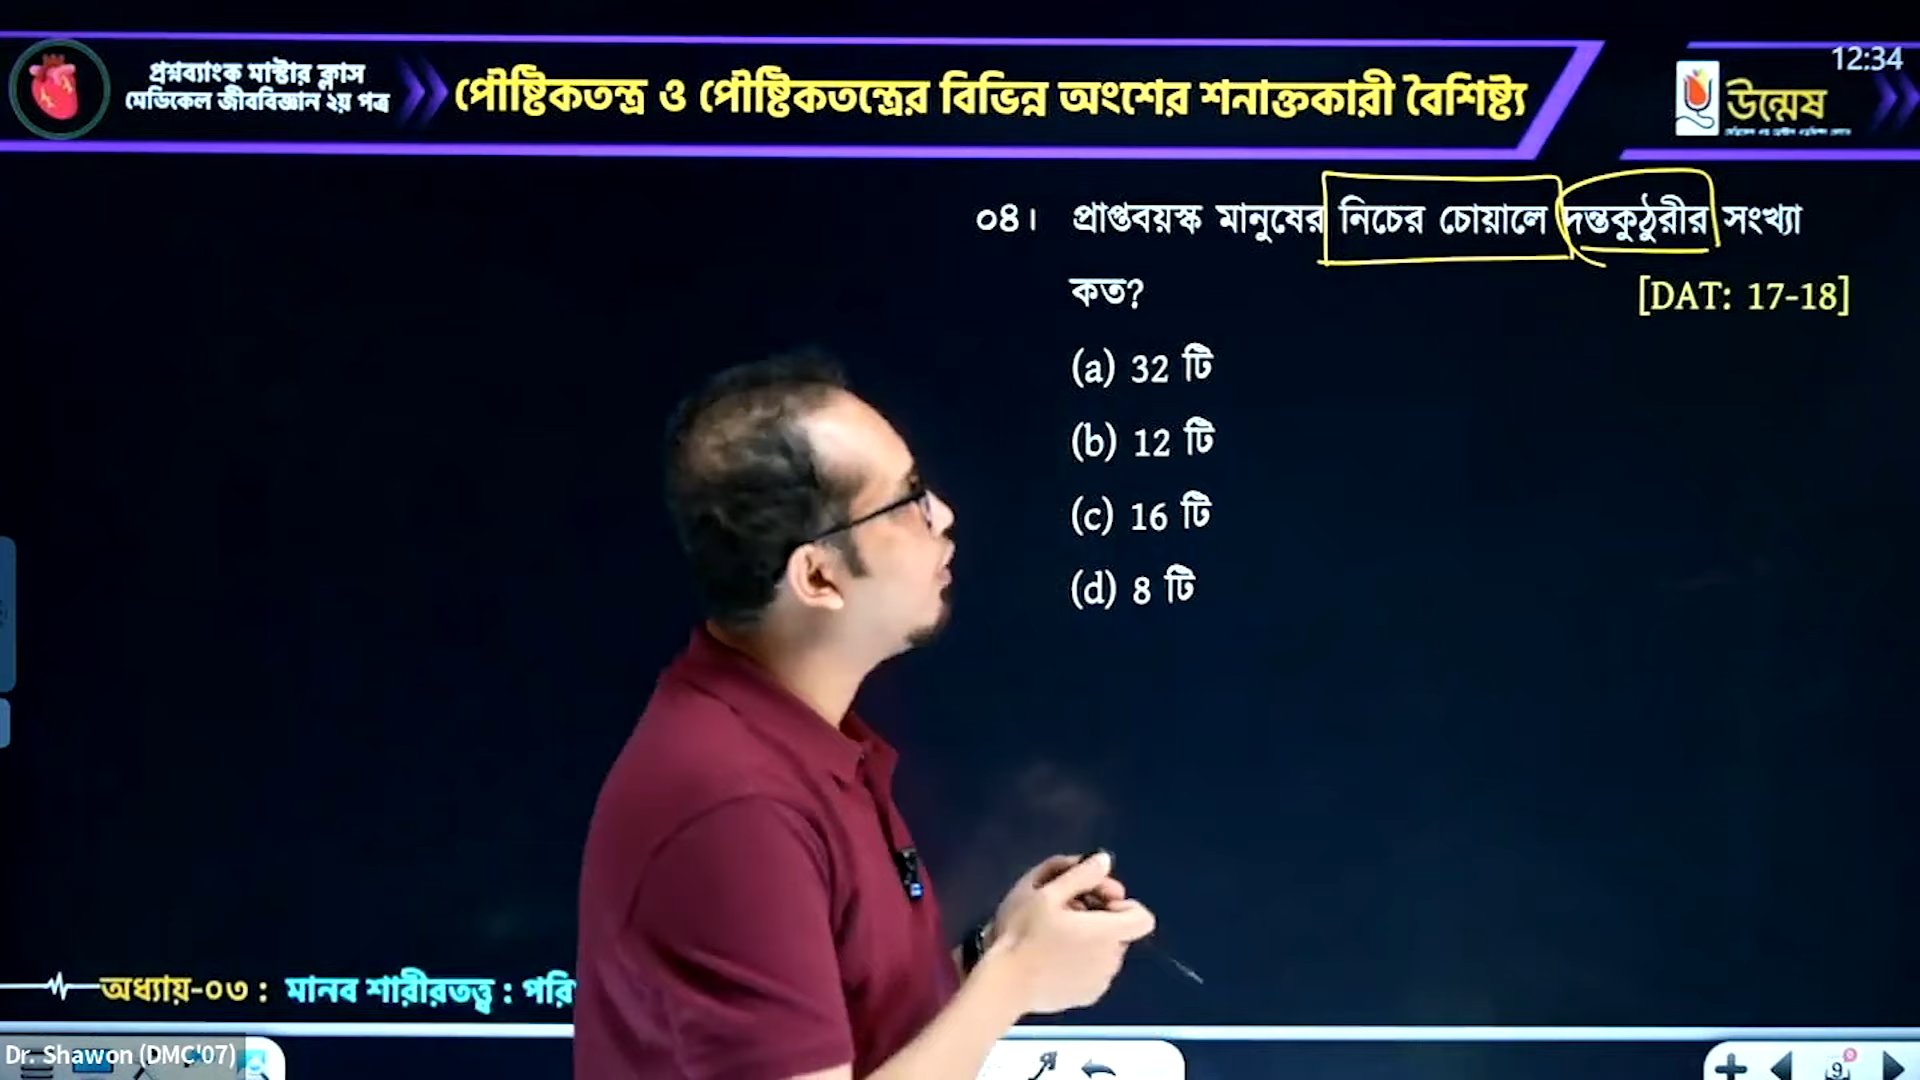 12:34
প্রশ্নব্যাংক মাস্টার ক্লাস
মেডিকেল জীববিজ্ঞান ২য় পত্র
পৌষ্টিকতন্ত্র ও পৌষ্টিকতন্ত্রের বিভিন্ন অংশের শনাক্তকারী বৈশিষ্ট্য
উন্মেষ
০৪। প্রাপ্তবয়স্ক মানুষের নিচের চোয়ালে দন্তকুঠুরীর সংখ্যা
কত? [DAT: 17-18]
(a) 32 টি
(b) 12 টি
(c) 16 টি
(d) 8 টি
অধ্যায়-০৩ : মানব শারীরতত্ত্ব : পরি
Dr. Shawon (DMC'07)
9